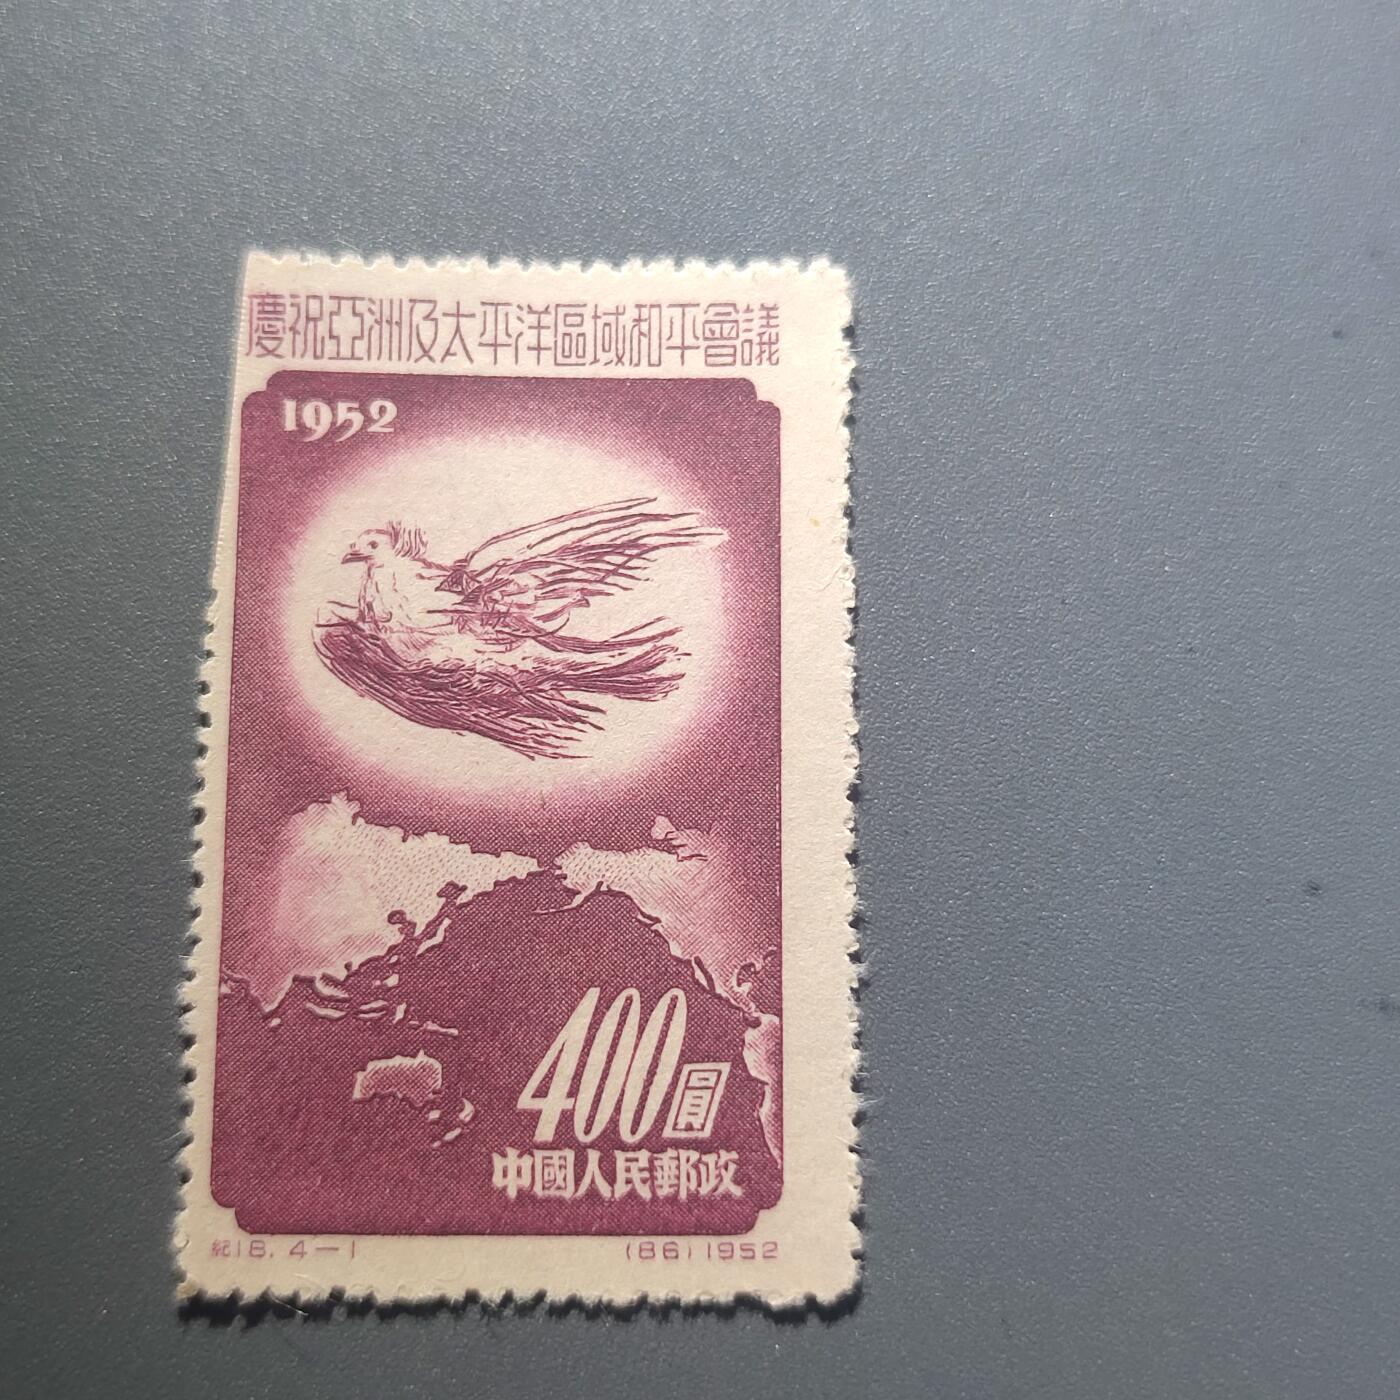 慶祝亞洲及太平洋區域和平會議
1952
400圓
中國人民郵政
紀18.4—1
(86)1952